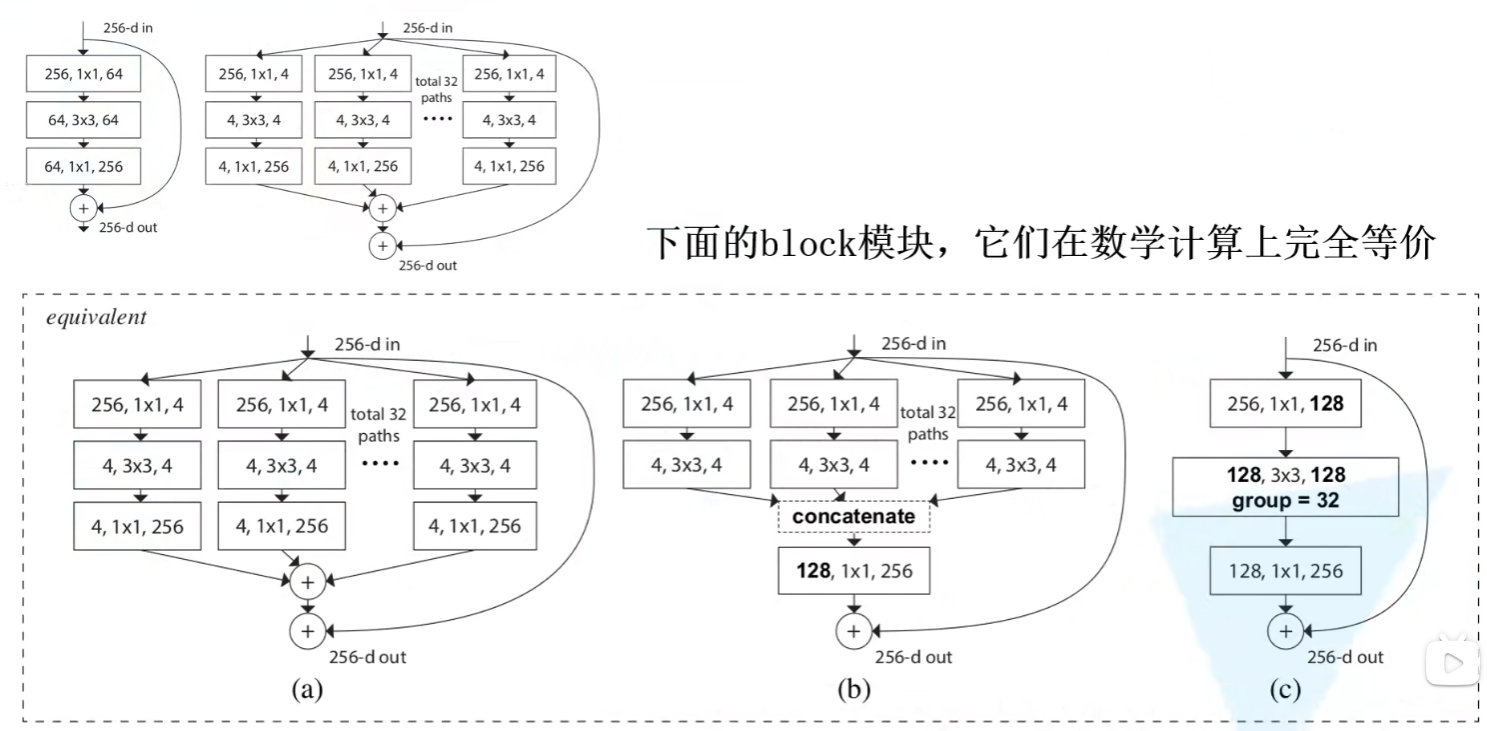 256-d in
256, 1x1, 64
64, 3x3, 64
64, 1x1, 256
+
256-d out
256-d in
256, 1x1, 4
256, 1x1, 4
total 32
paths
....
256, 1x1, 4
4, 3x3, 4
4, 3x3, 4
4, 3x3, 4
4, 1x1, 256
4, 1x1, 256
4, 1x1, 256
+
+
256-d out
下面的block模块，它们在数学计算上完全等价
equivalent
256-d in
256, 1x1, 4
256, 1x1, 4
total 32
paths
....
256, 1x1, 4
4, 3x3, 4
4, 3x3, 4
4, 3x3, 4
4, 1x1, 256
4, 1x1, 256
4, 1x1, 256
+
+
256-d out
(a)
256-d in
256, 1x1, 4
256, 1x1, 4
total 32
paths
....
256, 1x1, 4
4, 3x3, 4
4, 3x3, 4
4, 3x3, 4
concatenate
128, 1x1, 256
+
256-d out
(b)
256-d in
256, 1x1, 128
128, 3x3, 128
group = 32
128, 1x1, 256
+
256-d out
(c)